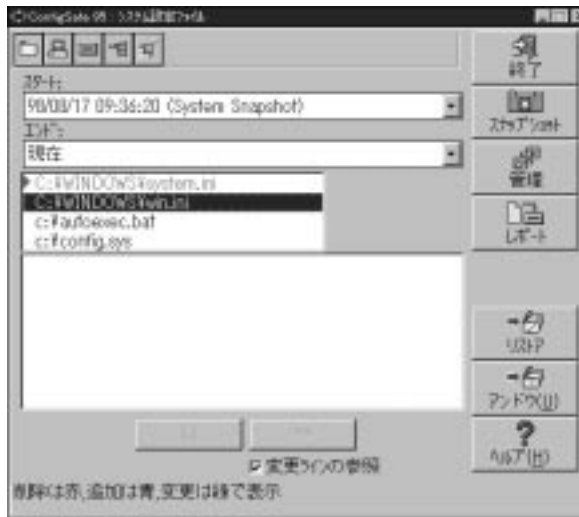 ConfigSafe 95 - システム設定ファイル
スタート:
98/08/17 09:36:20 (System Snapshot)
エンド:
現在
C:¥WINDOWS¥system.ini
C:¥WINDOWS¥win.ini
c:¥autoexec.bat
c:¥config.sys
変更ラインの参照
削除は赤,追加は青,変更は緑で表示
終了
スナップショット
管理
レポート
リストア
アンドウ(U)
ヘルプ(H)